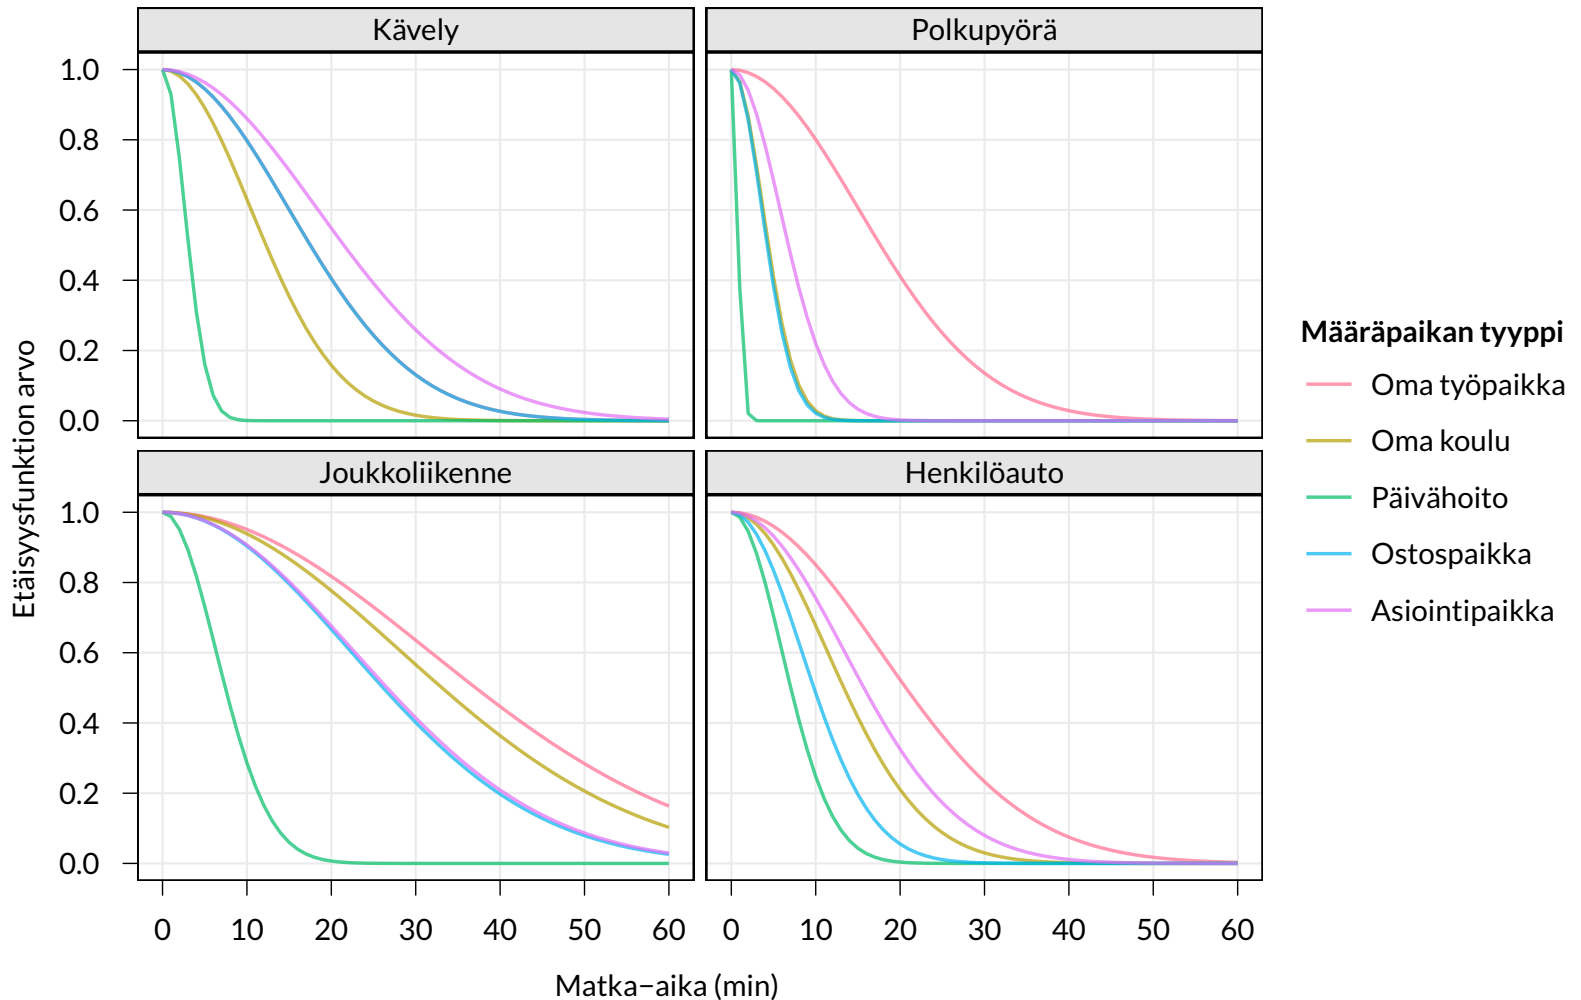 Kävely
Polkupyörä
1.0
0.8
0.6
0.4
0.2
0.0
Joukkoliikenne
Henkilöauto
1.0
0.8
0.6
0.4
0.2
0.0
0 10 20 30 40 50 60
0 10 20 30 40 50 60
Matka−aika (min)
Etäisyysfunktion arvo
Määräpaikan tyyppi
Oma työpaikka
Oma koulu
Päivähoito
Ostospaikka
Asiointipaikka